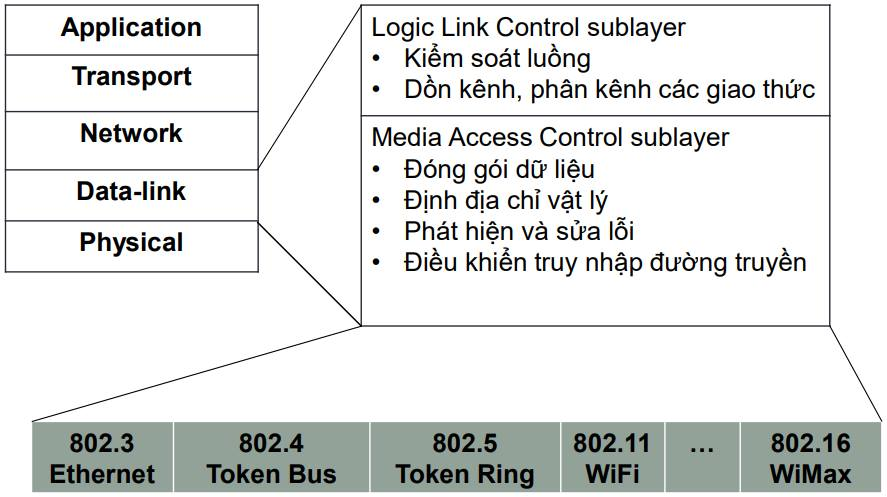 Application
Transport
Network
Data-link
Physical
Logic Link Control sublayer
• Kiểm soát luồng
• Dồn kênh, phân kênh các giao thức
Media Access Control sublayer
• Đóng gói dữ liệu
• Định địa chỉ vật lý
• Phát hiện và sửa lỗi
• Điều khiển truy nhập đường truyền
802.3
Ethernet
802.4
Token Bus
802.5
Token Ring
802.11
WiFi
...
802.16
WiMax